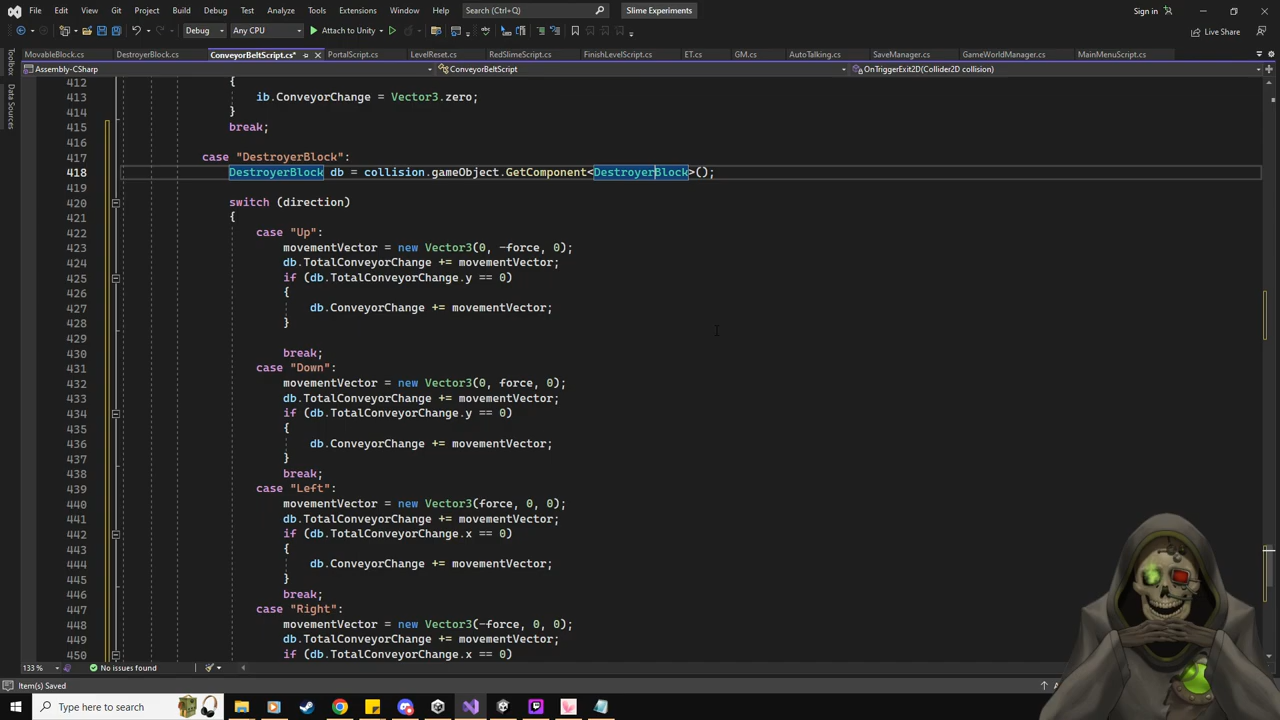 File Edit View Git Project Build Debug Test Analyze Tools Extensions Window Help Search (Ctrl+Q) Slime Experiments Sign in
Debug Any CPU Attach to Unity Live Share
MovableBlock.cs DestroyerBlock.cs ConveyorBeltScript.cs* PortalScript.cs LevelReset.cs RedSlimeScript.cs FinishLevelScript.cs ET.cs GM.cs AutoTalking.cs SaveManager.cs GameWorldManager.cs MainMenuScript.cs
Assembly-CSharp ConveyorBeltScript OnTriggerExit2D(Collider2D collision)
Toolbox
Data Sources
412 {
413 ib.ConveyorChange = Vector3.zero;
414 }
415 break;
416
417 case "DestroyerBlock":
418 DestroyerBlock db = collision.gameObject.GetComponent<DestroyerBlock>();
419
420 switch (direction)
421 {
422 case "Up":
423 movementVector = new Vector3(0, -force, 0);
424 db.TotalConveyorChange += movementVector;
425 if (db.TotalConveyorChange.y == 0)
426 {
427 db.ConveyorChange += movementVector;
428 }
429
430 break;
431 case "Down":
432 movementVector = new Vector3(0, force, 0);
433 db.TotalConveyorChange += movementVector;
434 if (db.TotalConveyorChange.y == 0)
435 {
436 db.ConveyorChange += movementVector;
437 }
438 break;
439 case "Left":
440 movementVector = new Vector3(force, 0, 0);
441 db.TotalConveyorChange += movementVector;
442 if (db.TotalConveyorChange.x == 0)
443 {
444 db.ConveyorChange += movementVector;
445 }
446 break;
447 case "Right":
448 movementVector = new Vector3(-force, 0, 0);
449 db.TotalConveyorChange += movementVector;
450 if (db.TotalConveyorChange.x == 0)
133 % No issues found
Item(s) Saved
Type here to search